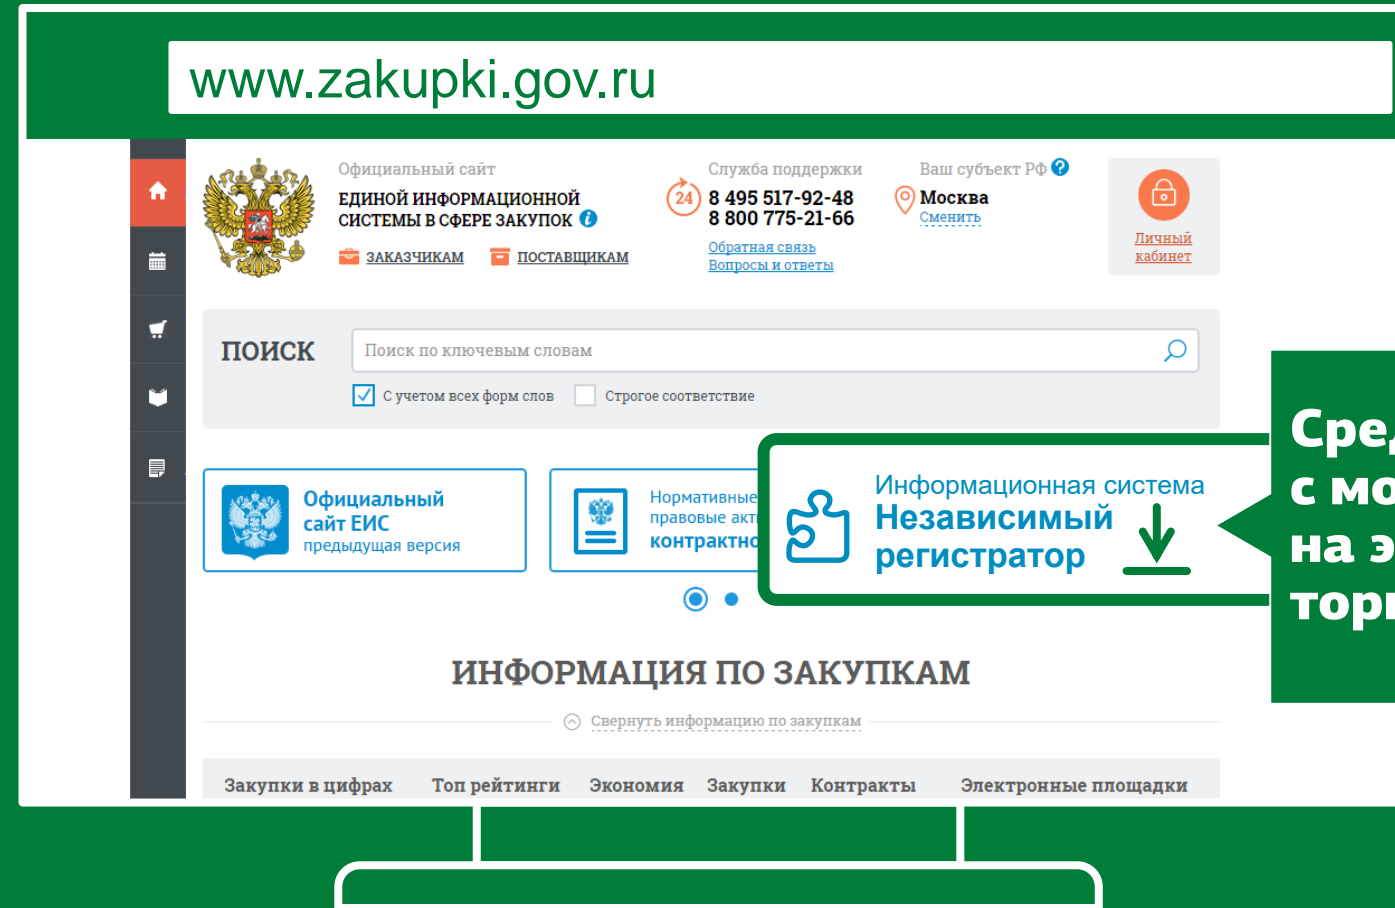 www.zakupki.gov.ru
Официальный сайт
ЕДИНОЙ ИНФОРМАЦИОННОЙ
СИСТЕМЫ В СФЕРЕ ЗАКУПОК
ЗАКАЗЧИКАМ ПОСТАВЩИКАМ
24
Служба поддержки
8 495 517-92-48
8 800 775-21-66
Обратная связь
Вопросы и ответы
Ваш субъект РФ ?
Москва
Сменить
Личный
кабинет
ПОИСК
Поиск по ключевым словам
С учетом всех форм слов
Строгое соответствие
Официальный
сайт ЕИС
предыдущая версия
Нормативные
правовые
Информационная система
Независимый
регистратор
с
на
ИНФОРМАЦИЯ ПО ЗАКУПКАМ
Свернуть информацию по закупкам
Закупки в цифрах Топ рейтинги Экономия Закупки Контракты Электронные площадки